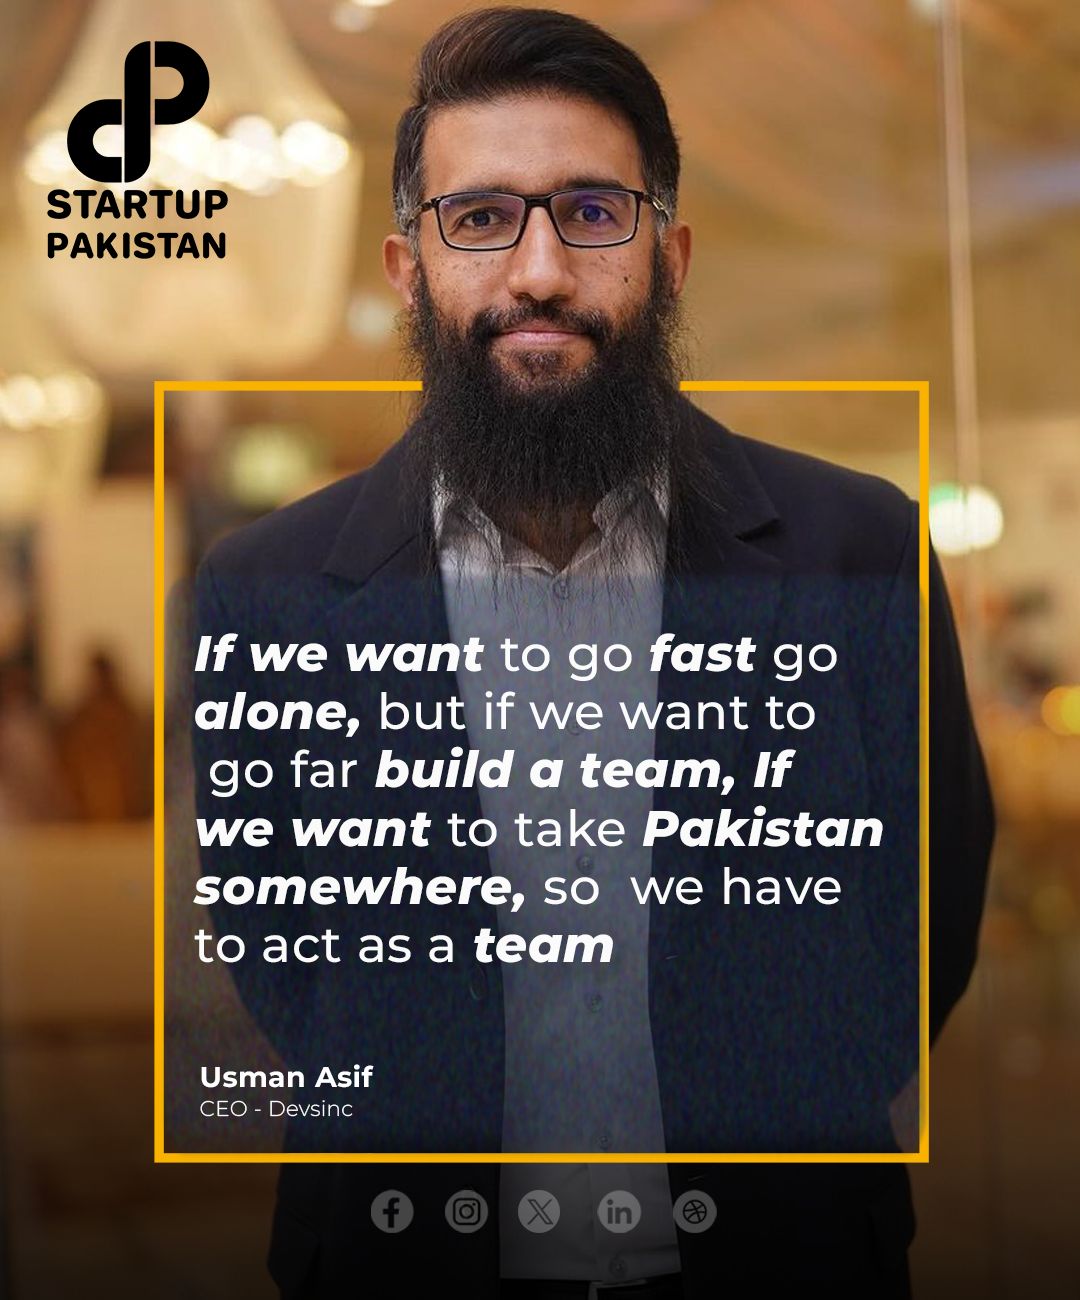 STARTUP
PAKISTAN
If we want to go fast go
alone, but if we want to
go far build a team, If
we want to take Pakistan
somewhere, so we have
to act as a team
Usman Asif
CEO - Devsinc